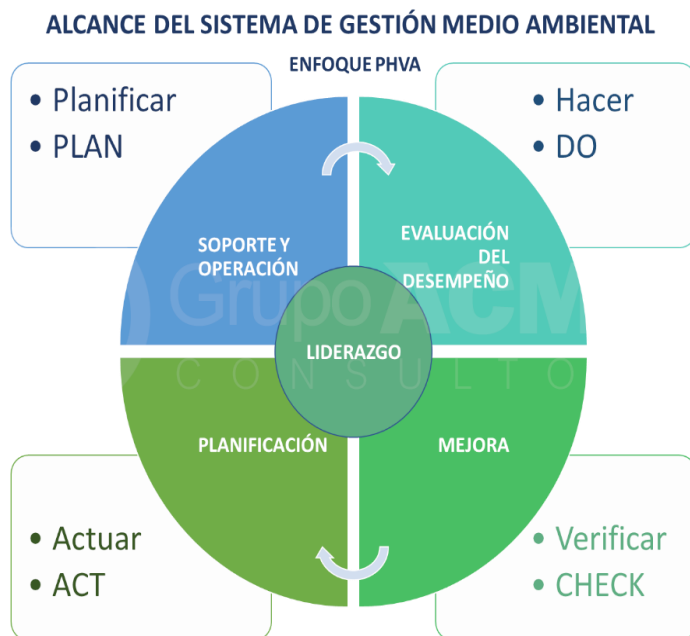 ALCANCE DEL SISTEMA DE GESTIÓN MEDIO AMBIENTAL
ENFOQUE PHVA
• Planificar
• PLAN
• Hacer
• DO
SOPORTE Y
OPERACIÓN
EVALUACIÓN
DEL
DESEMPEÑO
Grupo ACM
CONSULTO
LIDERAZGO
PLANIFICACIÓN
MEJORA
• Actuar
• ACT
• Verificar
• CHECK